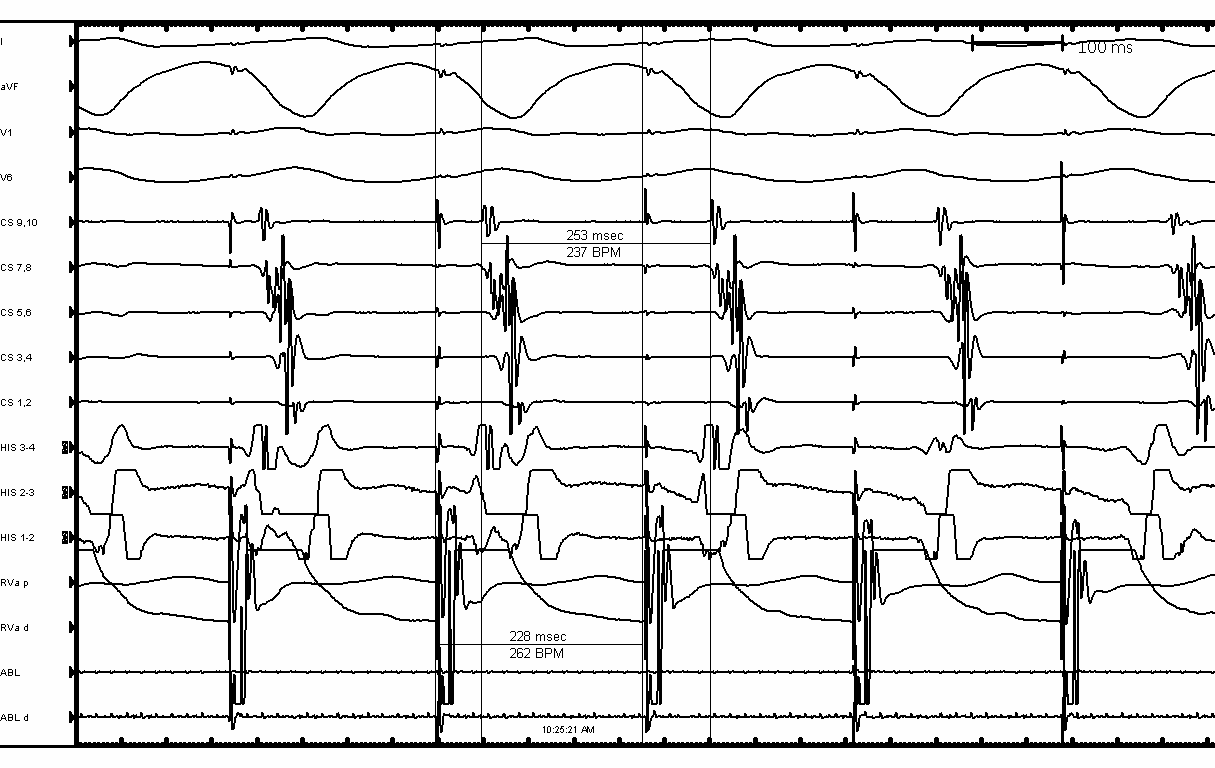 I
100 ms
aVF
V1
V6
CS 9,10
253 msec
237 BPM
CS 7,8
CS 5,6
CS 3,4
CS 1,2
HIS 3-4
HIS 2-3
HIS 1-2
RVa p
RVa d
228 msec
262 BPM
ABL
ABL d
10:25:21 AM